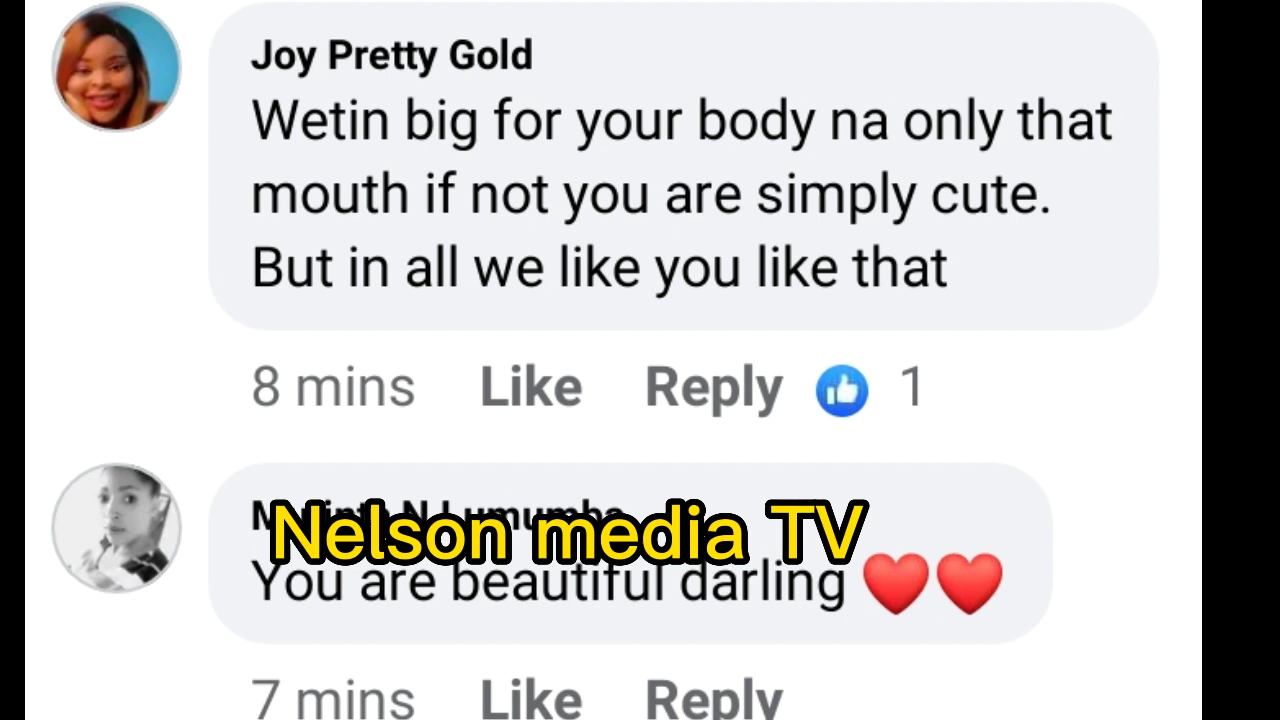 Joy Pretty Gold
Wetin big for your body na only that
mouth if not you are simply cute.
But in all we like you like that
8 mins Like Reply 1
Lumumba
Nelson media TV
You are beautiful darling ❤️❤️
7 mins Like Reply